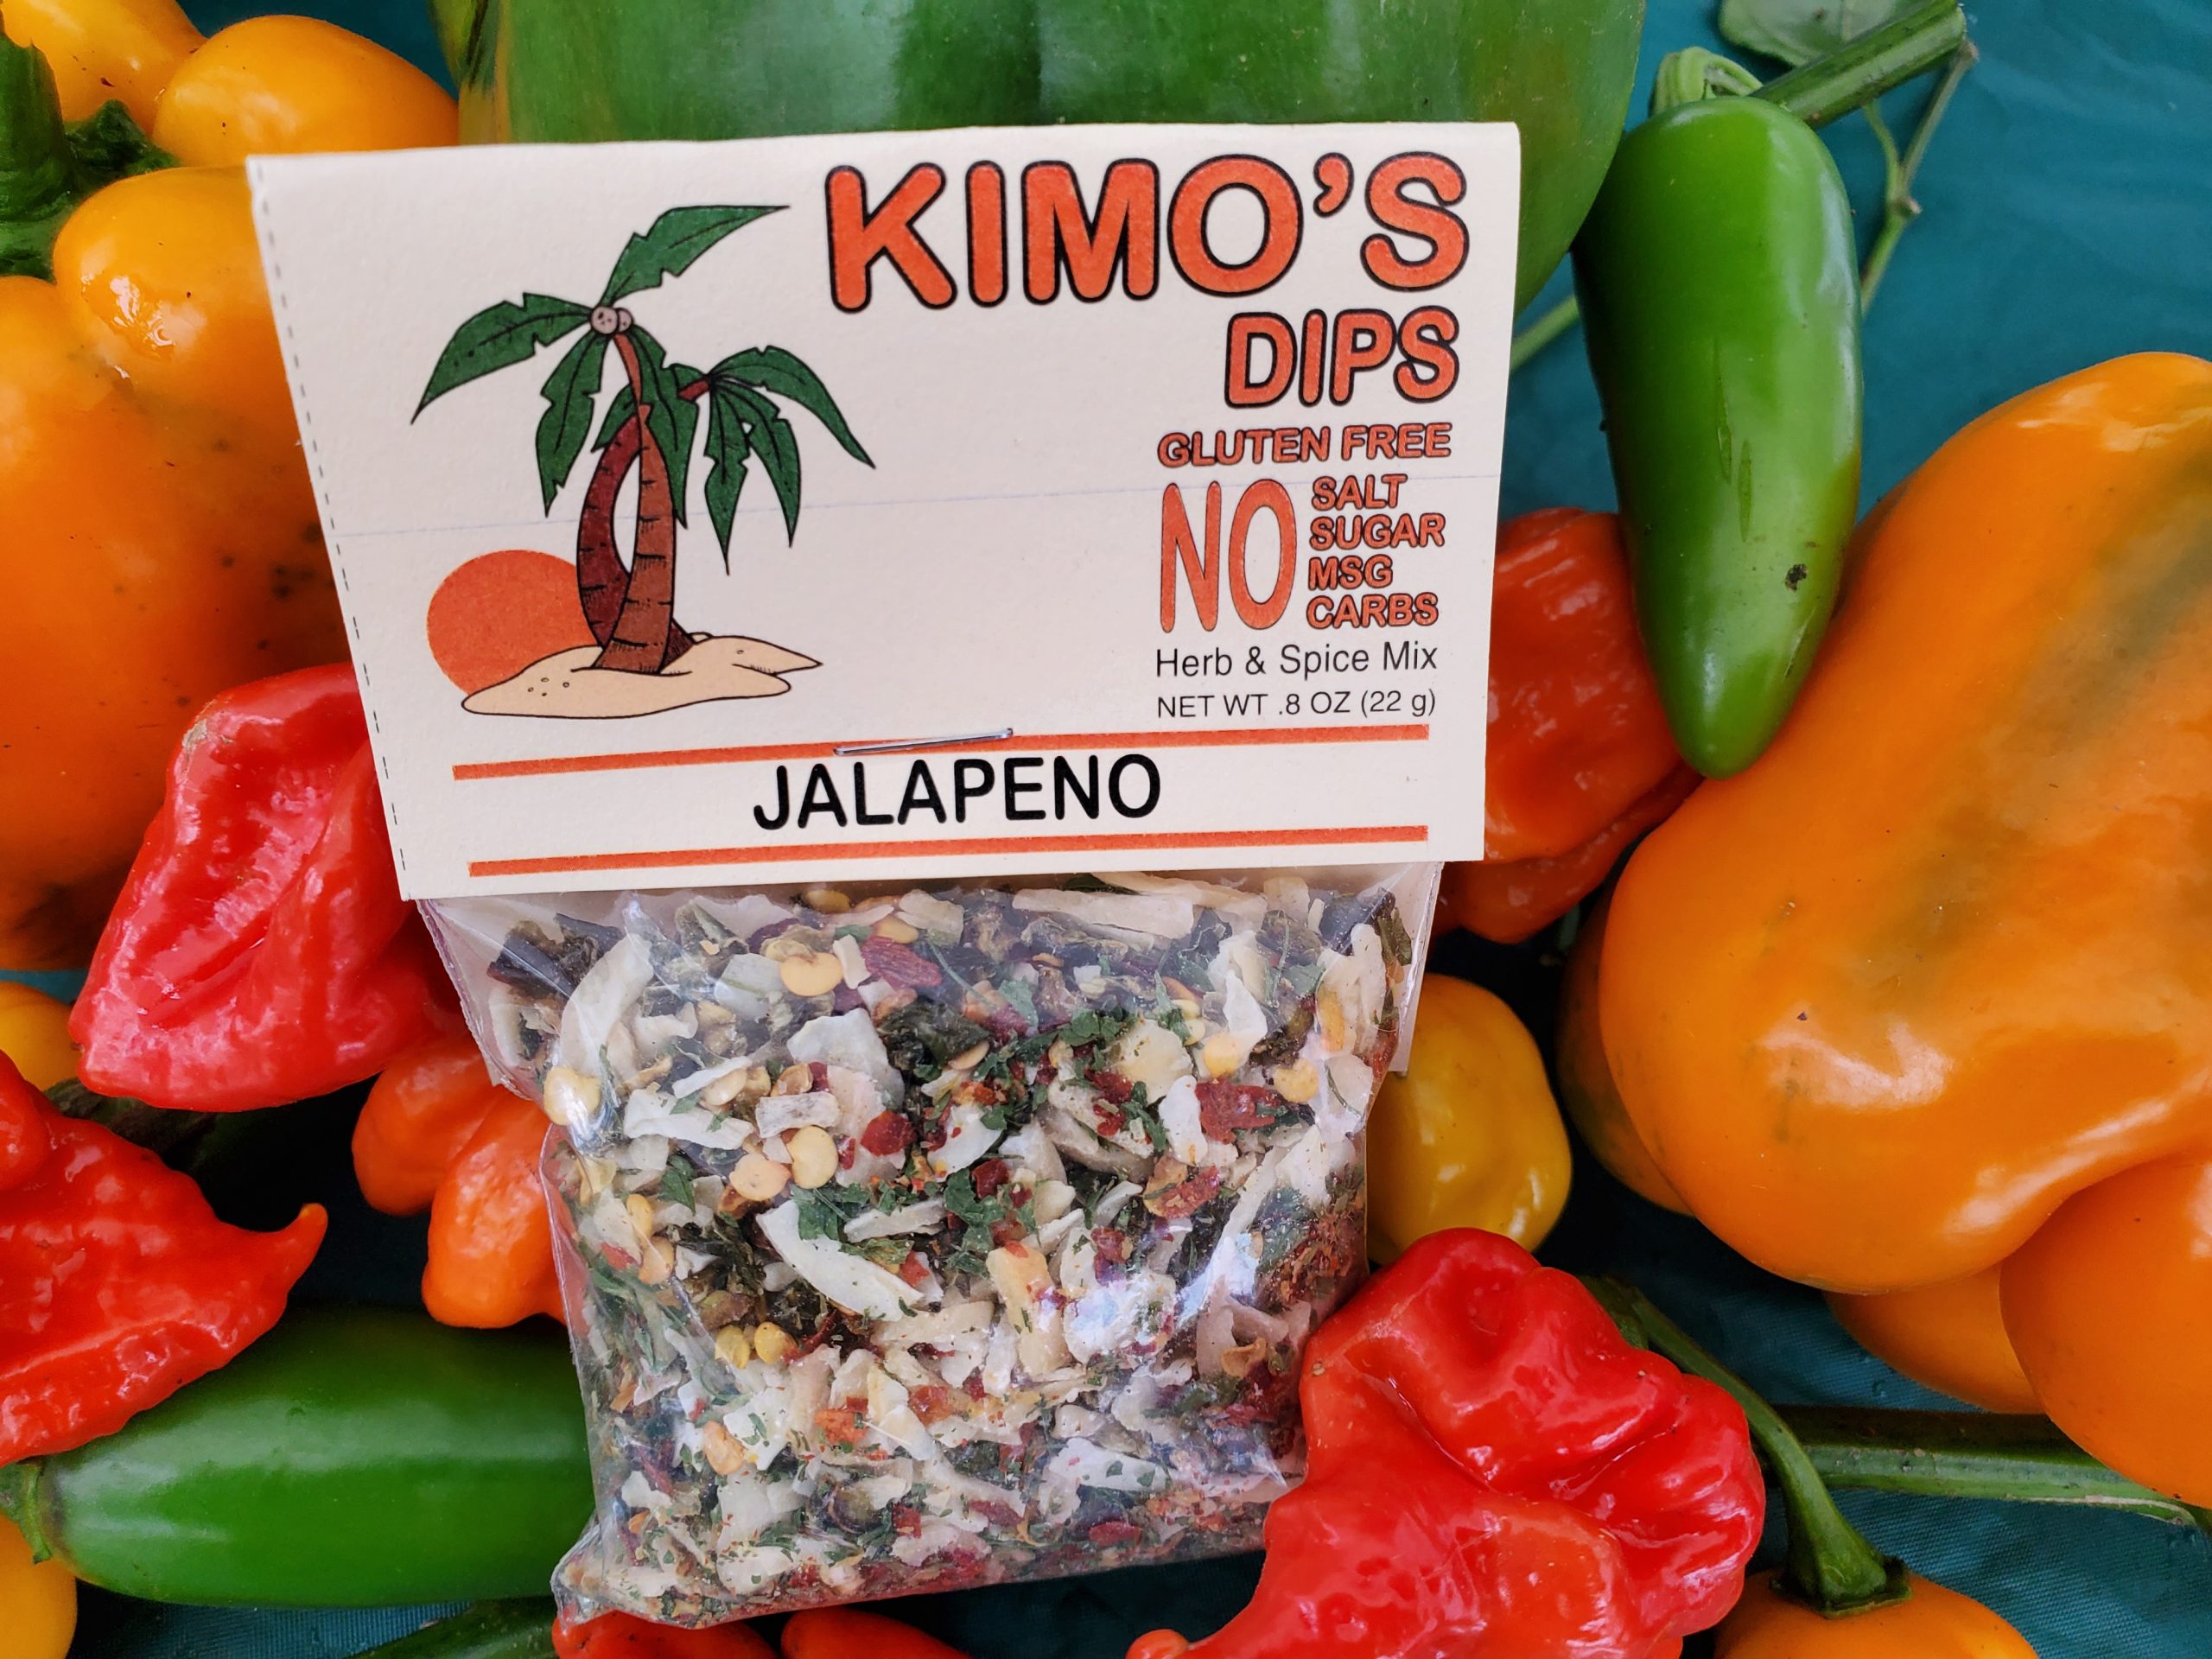 KIMO'S
DIPS
GLUTEN FREE
NO SALT
SUGAR
MSG
CARBS
Herb & Spice Mix
NET WT .8 OZ (22 g)
JALAPENO